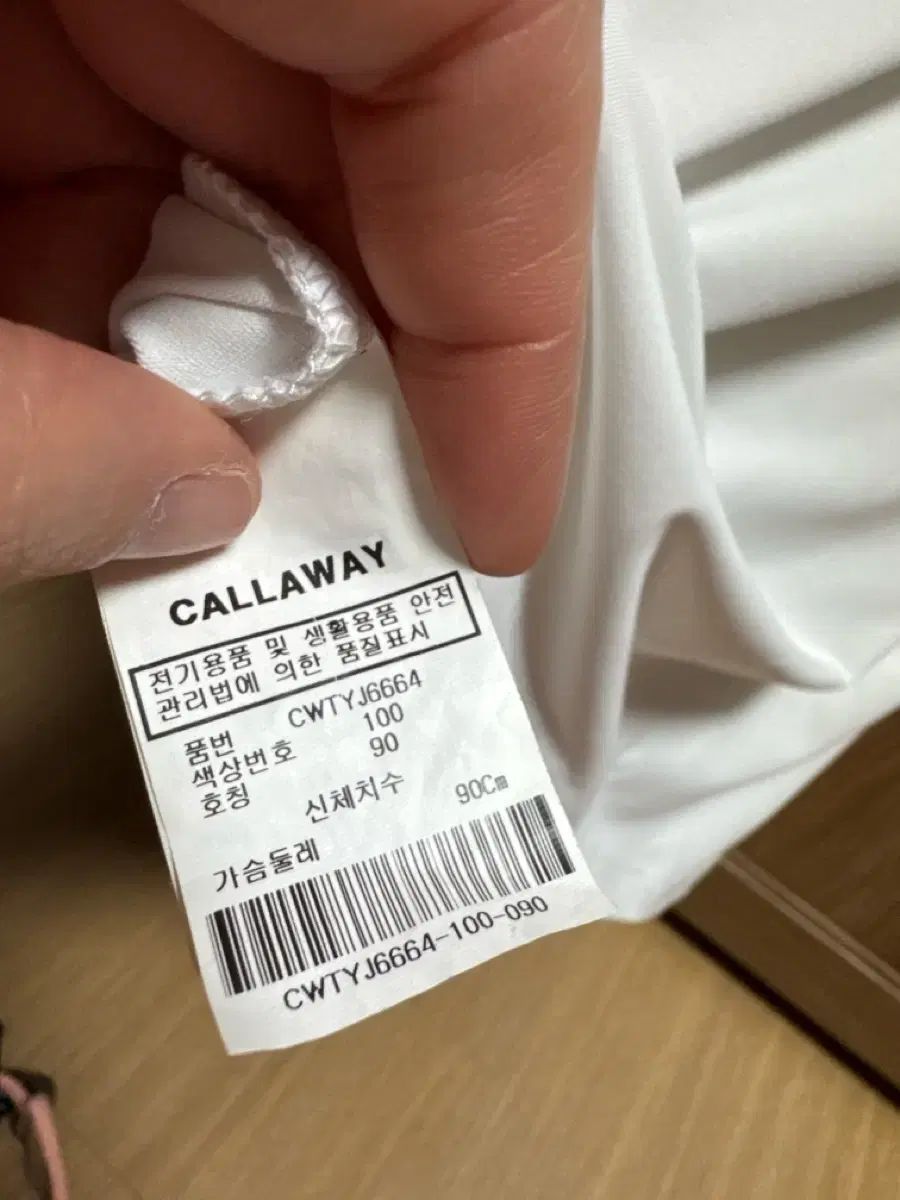 CALLAWAY
전기용품 및 생활용품 안전
관리법에 의한 품질표시
품번 CWTYJ6664
색상번호 100
호칭 90
신체치수
가슴둘레 90Cm
CWTYJ6664-100-090